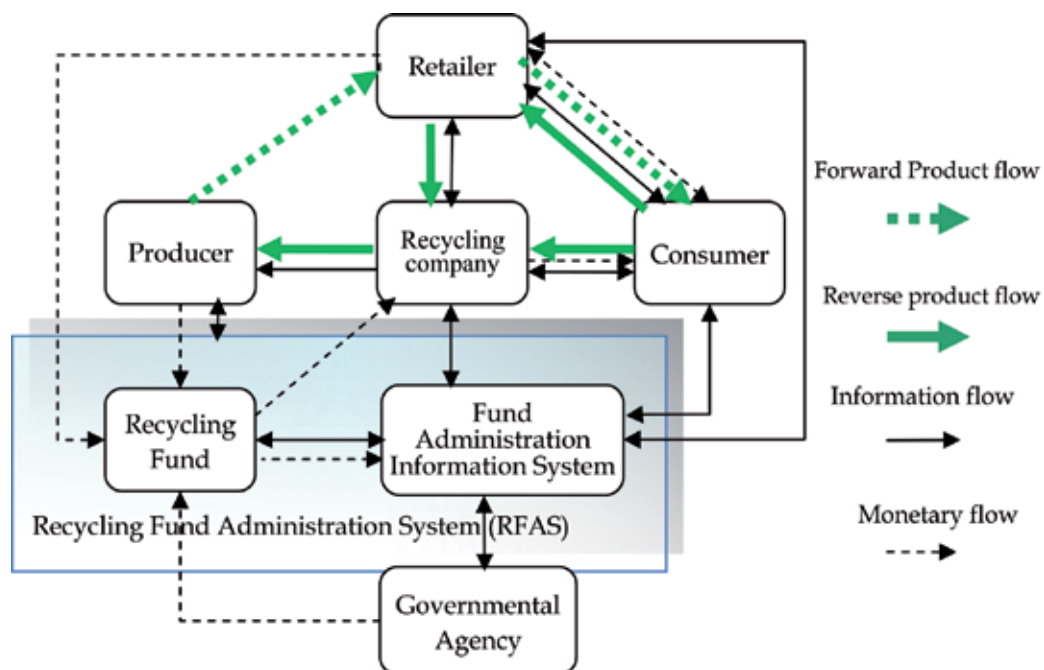 Retailer
Producer
Recycling
company
Consumer
Recycling
Fund
Fund
Administration
Information System
Recycling Fund Administration System (RFAS)
Governmental
Agency
Forward Product flow
Reverse product flow
Information flow
Monetary flow